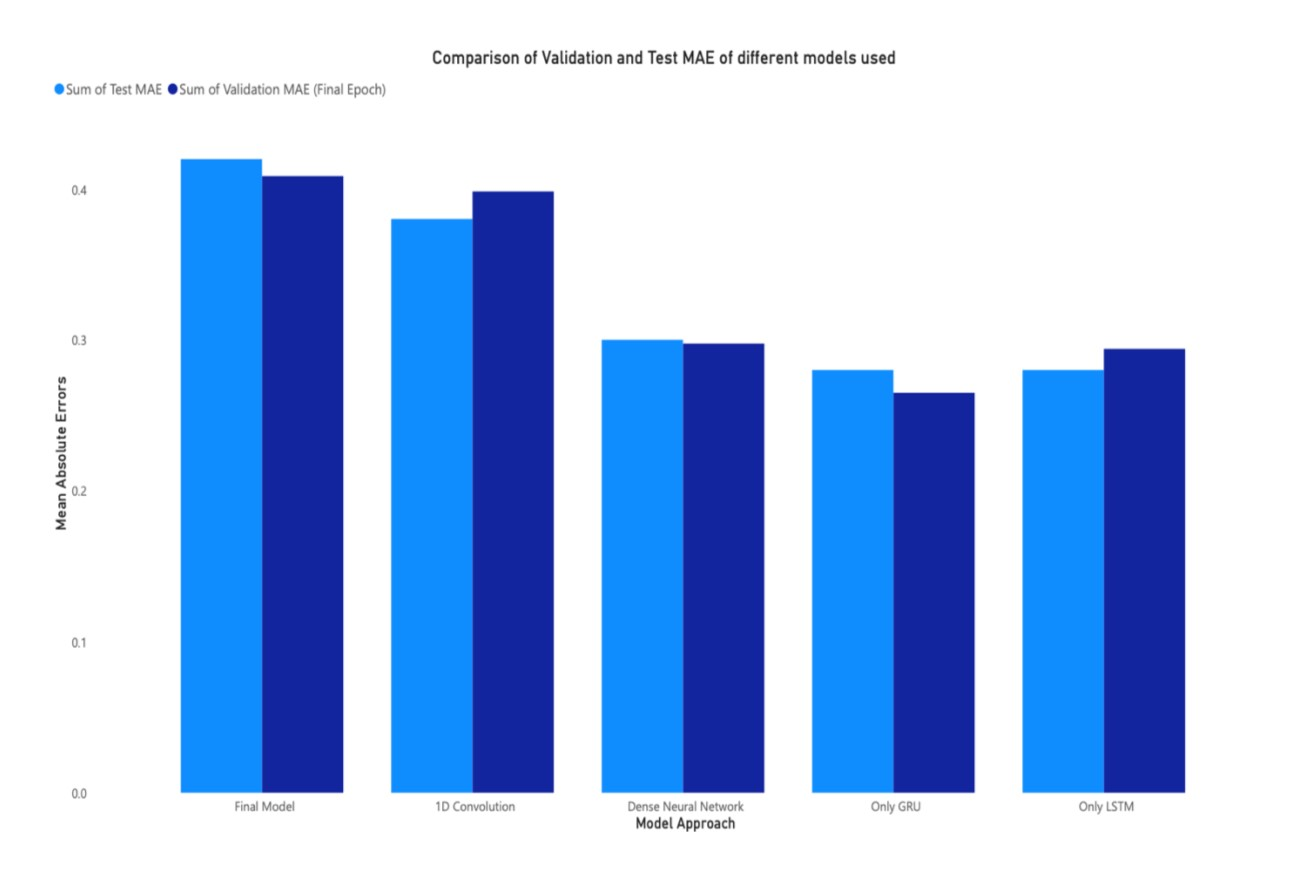 Comparison of Validation and Test MAE of different models used
Sum of Test MAE Sum of Validation MAE (Final Epoch)
Mean Absolute Errors
0.4
0.3
0.2
0.1
0.0
Final Model 1D Convolution Dense Neural Network Only GRU Only LSTM
Model Approach